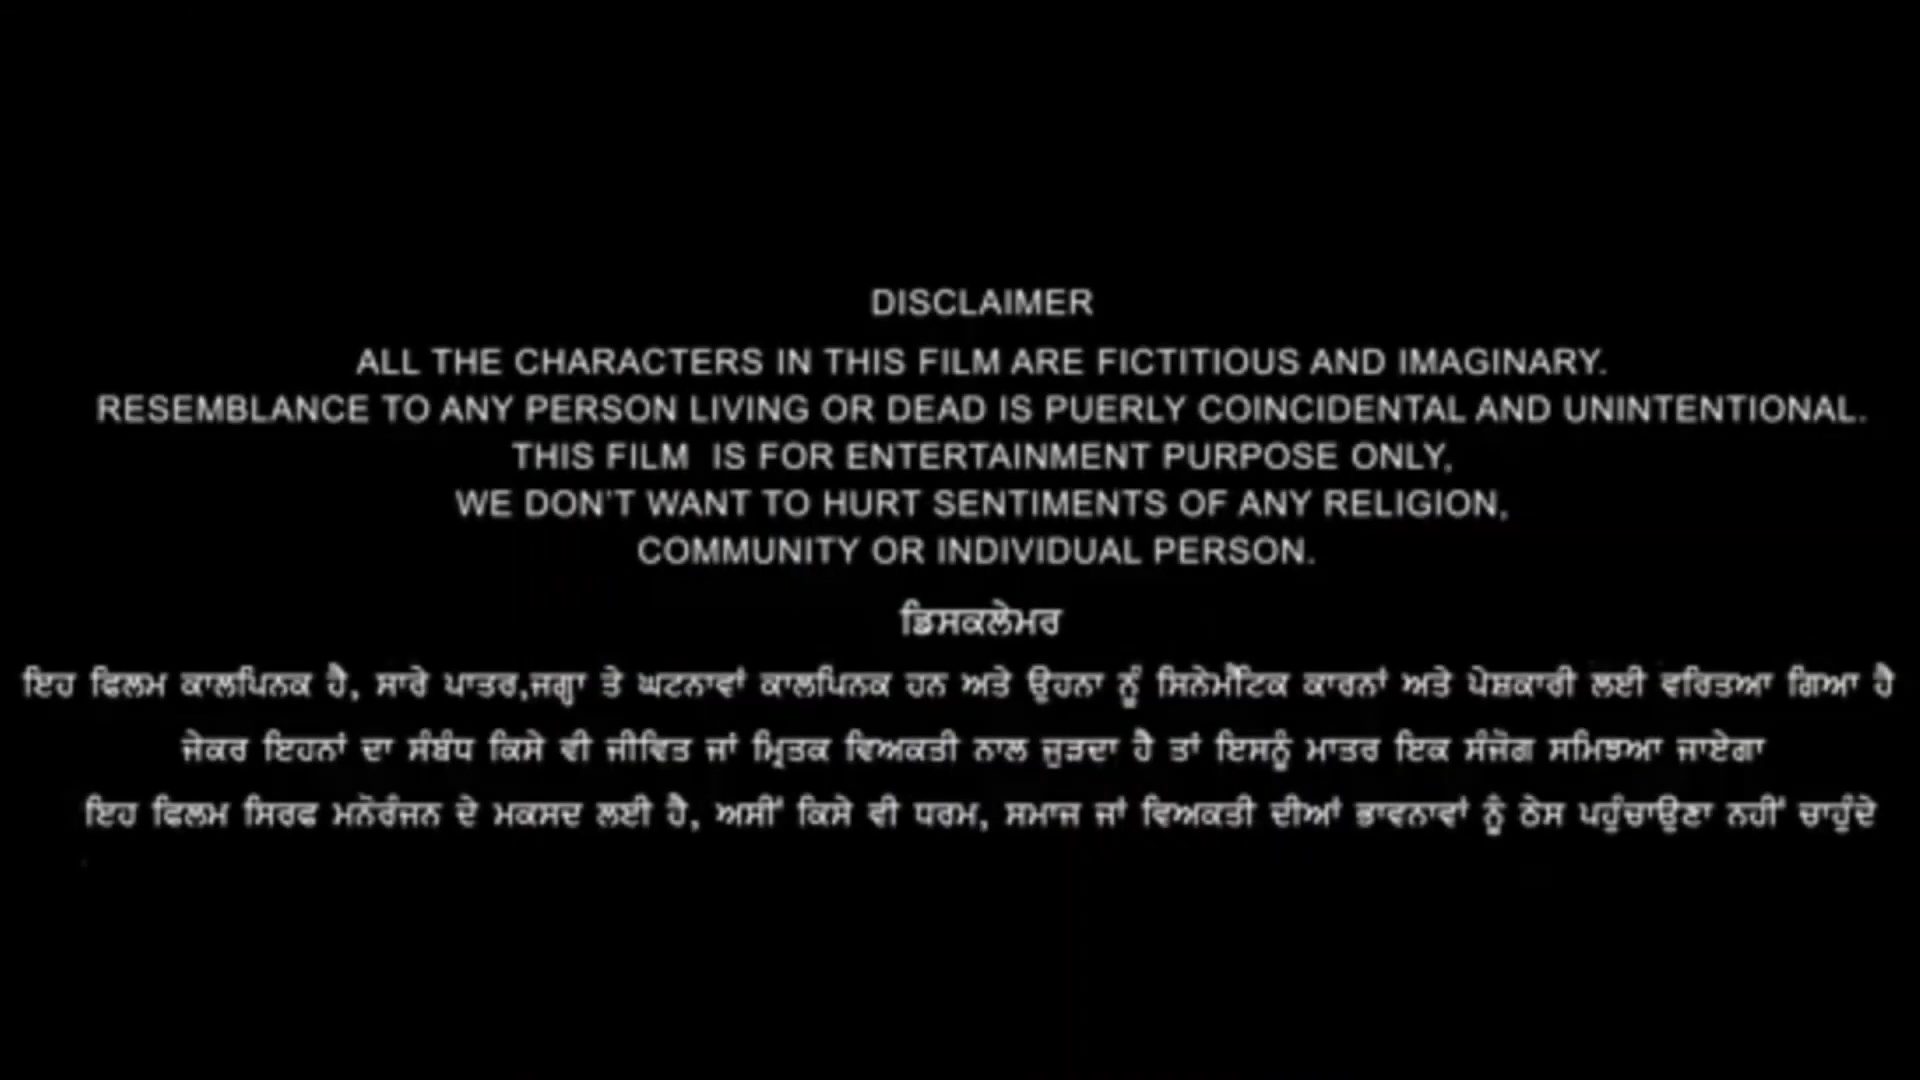 DISCLAIMER
ALL THE CHARACTERS IN THIS FILM ARE FICTITIOUS AND IMAGINARY.
RESEMBLANCE TO ANY PERSON LIVING OR DEAD IS PUERLY COINCIDENTAL AND UNINTENTIONAL.
THIS FILM IS FOR ENTERTAINMENT PURPOSE ONLY,
WE DON'T WANT TO HURT SENTIMENTS OF ANY RELIGION,
COMMUNITY OR INDIVIDUAL PERSON.
ਡਿਸਕਲੇਮਰ
ਇਹ ਫਿਲਮ ਕਾਲਪਿਨਕ ਹੈ, ਸਾਰੇ ਪਾਤਰ,ਜਗ੍ਹਾ ਤੇ ਘਟਨਾਵਾਂ ਕਾਲਪਿਨਕ ਹਨ ਅਤੇ ਉਹਨਾ ਨੂੰ ਸਿਨੇਮੈਟਿਕ ਕਾਰਨਾਂ ਅਤੇ ਪੇਸ਼ਕਾਰੀ ਲਈ ਵਰਿਤਆ ਗਿਆ ਹੈ
ਜੇਕਰ ਇਹਨਾਂ ਦਾ ਸੰਬੰਧ ਕਿਸੇ ਵੀ ਜੀਵਿਤ ਜਾਂ ਮ੍ਰਿਤਕ ਵਿਅਕਤੀ ਨਾਲ ਜੁੜਦਾ ਹੈ ਤਾਂ ਇਸਨੂੰ ਮਾਤਰ ਇਕ ਸੰਜੋਗ ਸਮਿਝਆ ਜਾਏਗਾ
ਇਹ ਫਿਲਮ ਸਿਰਫ ਮਨੋਰੰਜਨ ਦੇ ਮਕਸਦ ਲਈ ਹੈ, ਅਸੀਂ ਕਿਸੇ ਵੀ ਧਰਮ, ਸਮਾਜ ਜਾਂ ਵਿਅਕਤੀ ਦੀਆਂ ਭਾਵਨਾਵਾਂ ਨੂੰ ਠੇਸ ਪਹੁੰਚਾਉਣਾ ਨਹੀਂ ਚਾਹੁੰਦੇ